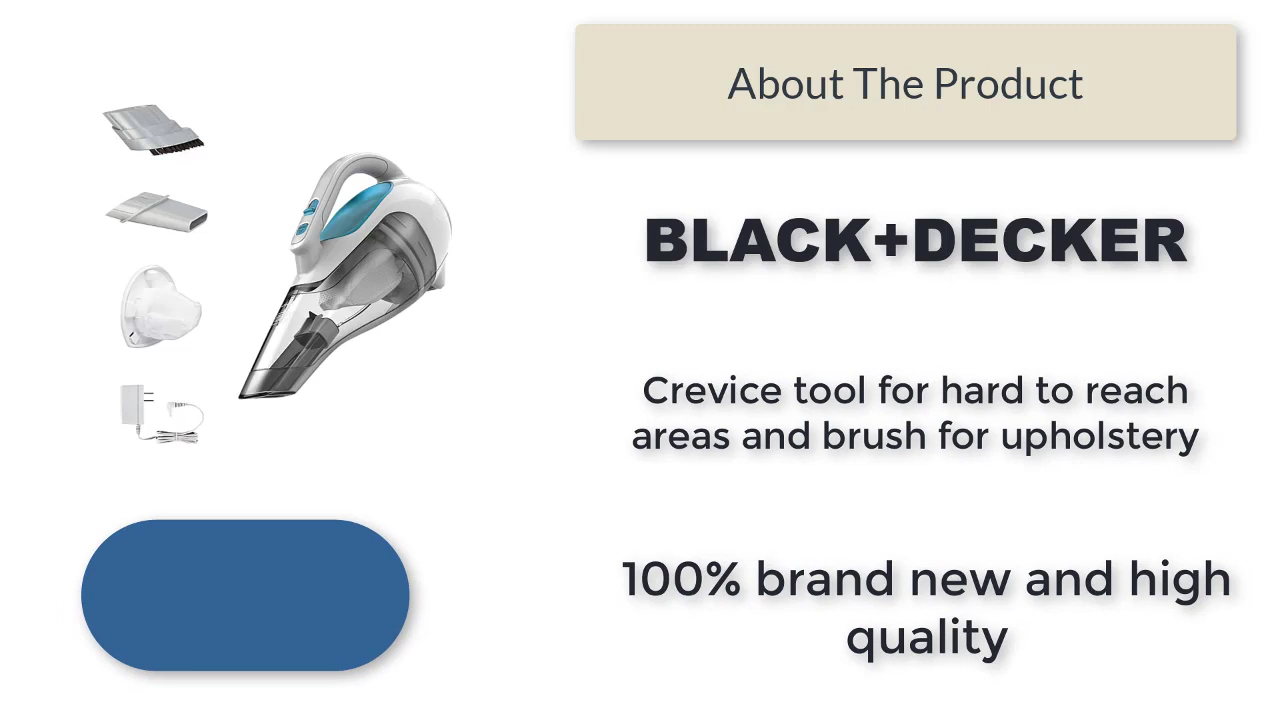 About The Product
BLACK+DECKER
Crevice tool for hard to reach
areas and brush for upholstery
100% brand new and high
quality